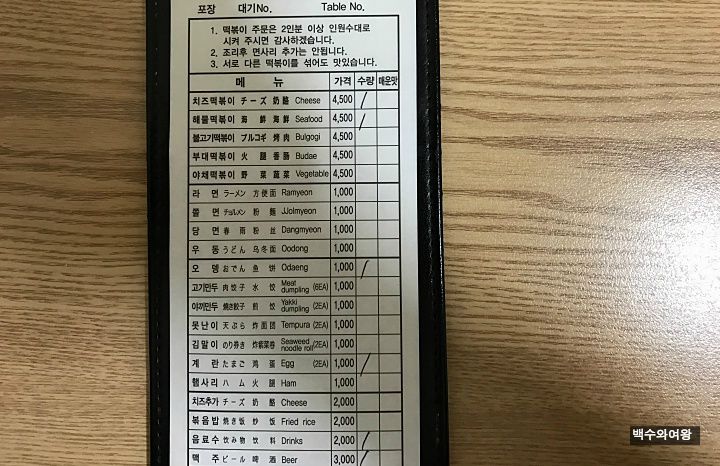 포장 대기No. Table No.
1. 떡볶이 주문은 2인분 이상 인원수대로
시켜 주시면 감사하겠습니다.
2. 조리후 면사리 추가는 안됩니다.
3. 서로 다른 떡볶이를 섞어도 맛있습니다.
메 뉴 가격 수량 매운맛
치즈떡볶이 チーズ 奶酪 Cheese 4,500 /
해물떡볶이 海鮮 海鲜 Seafood 4,500 /
불고기떡볶이 プルコギ 烤肉 Bulgogi 4,500
부대떡볶이 火腿香肠 Budae 4,500
야채떡볶이 野菜 蔬菜 Vegetable 4,500
라 면 ラーメン 方便面 Ramyeon 1,000
쫄 면 チョルメン 粉麵 JJolmyeon 1,000
당 면 春雨 粉丝 Dangmyeon 1,000
우 동 うどん 乌冬面 Oodong 1,000
오 뎅 おでん 鱼饼 Odaeng 1,000 /
고기만두 肉餃子 水饺 Meat dumpling (6EA) 1,000
야끼만두 焼き餃子 煎饺 Yakki dumpling (2EA) 1,000
못난이 天ぷら 炸面团 Tempura (2EA) 1,000
김말이 のり巻き 炸紫菜卷 Seaweed noodle roll (2EA) 1,000
계 란 たまご 鸡蛋 Egg (2EA) 1,000 /
햄사리 ハム 火腿 Ham 1,000
치즈추가 チーズ 奶酪 Cheese 2,000
볶음밥 焼き飯 炒饭 Fried rice 2,000
음료수 飲み物 饮料 Drinks 2,000 /
맥 주 ビール 啤酒 Beer 3,000 /
백수와여왕